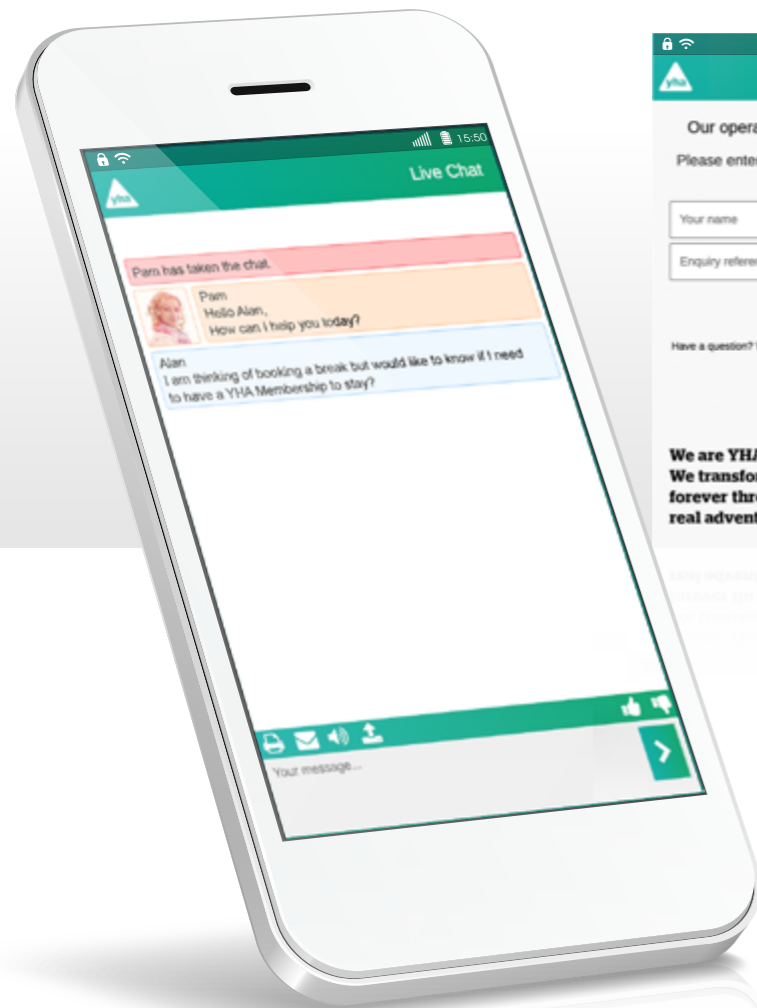 15:50
yha
Live Chat
Pam has taken the chat.
Pam
Hello Alan,
How can I help you today?
Alan
I am thinking of booking a break but would like to know if I need
to have a YHA Membership to stay?
Your message...
yha
Our opera
Please ente
Your name
Enquiry refere
Have a question?
We are YHA
We transfo
forever thr
real advent